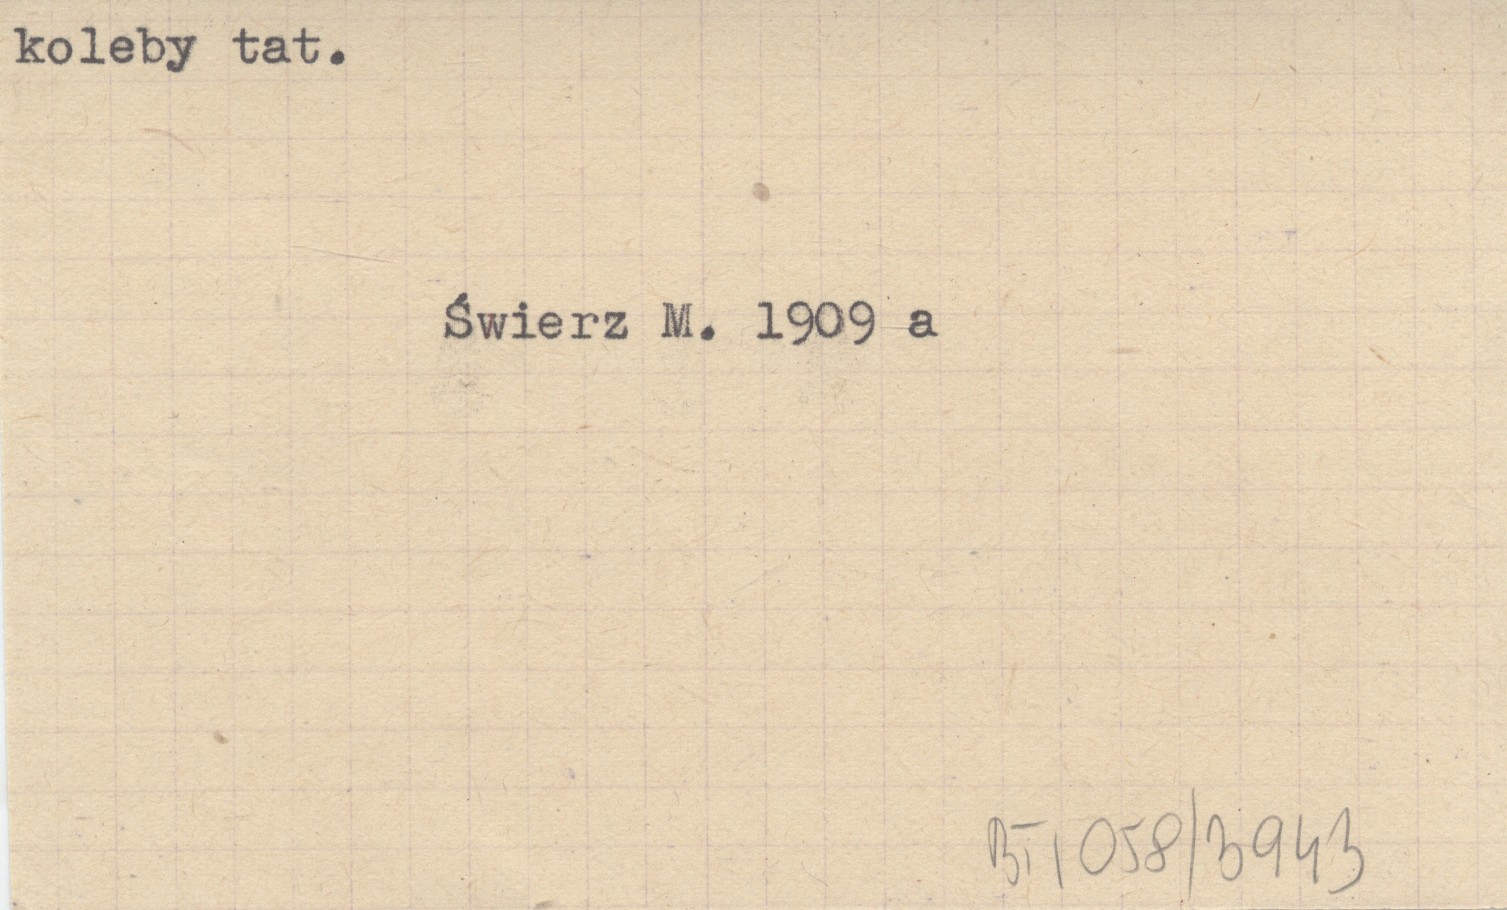 koleby tat.
Świerz M. 1909 a
BT/058/3943